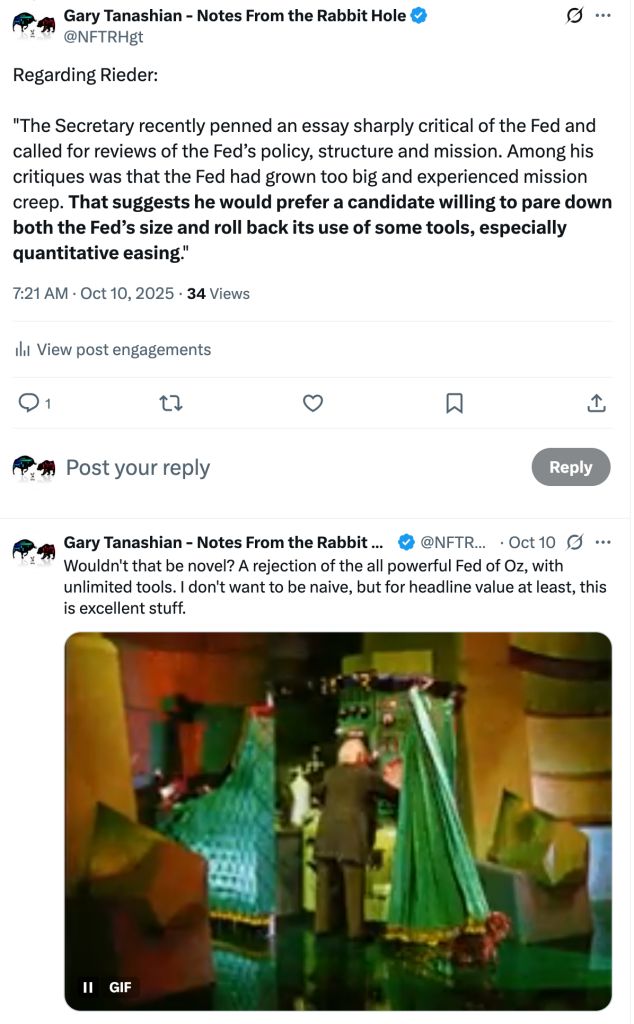 Gary Tanashian - Notes From the Rabbit Hole
@NFTRHgt
Regarding Rieder:
"The Secretary recently penned an essay sharply critical of the Fed and
called for reviews of the Fed’s policy, structure and mission. Among his
critiques was that the Fed had grown too big and experienced mission
creep. That suggests he would prefer a candidate willing to pare down
both the Fed’s size and roll back its use of some tools, especially
quantitative easing."
7:21 AM · Oct 10, 2025 · 34 Views
View post engagements
1
Post your reply
Reply
Gary Tanashian - Notes From the Rabbit ... @NFTR... · Oct 10
Wouldn't that be novel? A rejection of the all powerful Fed of Oz, with
unlimited tools. I don't want to be naive, but for headline value at least, this
is excellent stuff.
GIF